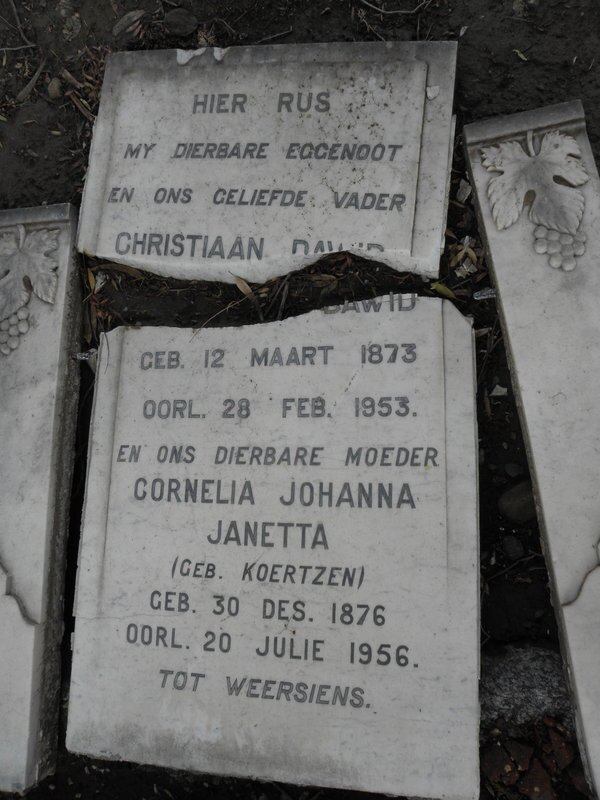 HIER RUS
MY DIERBARE EGGENOOT
EN ONS GELIEFDE VADER
CHRISTIAAN DAWID
GEB. 12 MAART 1873
OORL. 28 FEB. 1953.
EN ONS DIERBARE MOEDER
CORNELIA JOHANNA
JANETTA
(GEB. KOERTZEN)
GEB. 30 DES. 1876
OORL. 20 JULIE 1956.
TOT WEERSIENS.